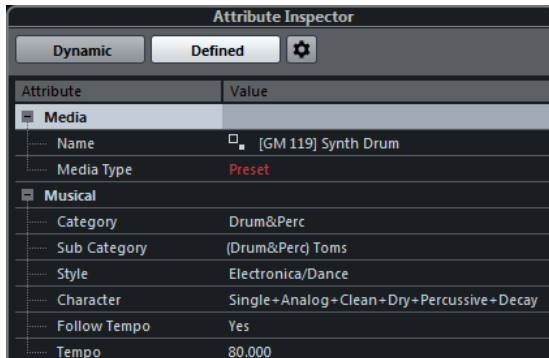 Attribute Inspector
Dynamic Defined
Attribute Value
Media
Name [GM 119] Synth Drum
Media Type Preset
Musical
Category Drum&Perc
Sub Category (Drum&Perc) Toms
Style Electronica/Dance
Character Single+Analog+Clean+Dry+Percussive+Decay
Follow Tempo Yes
Tempo 80.000